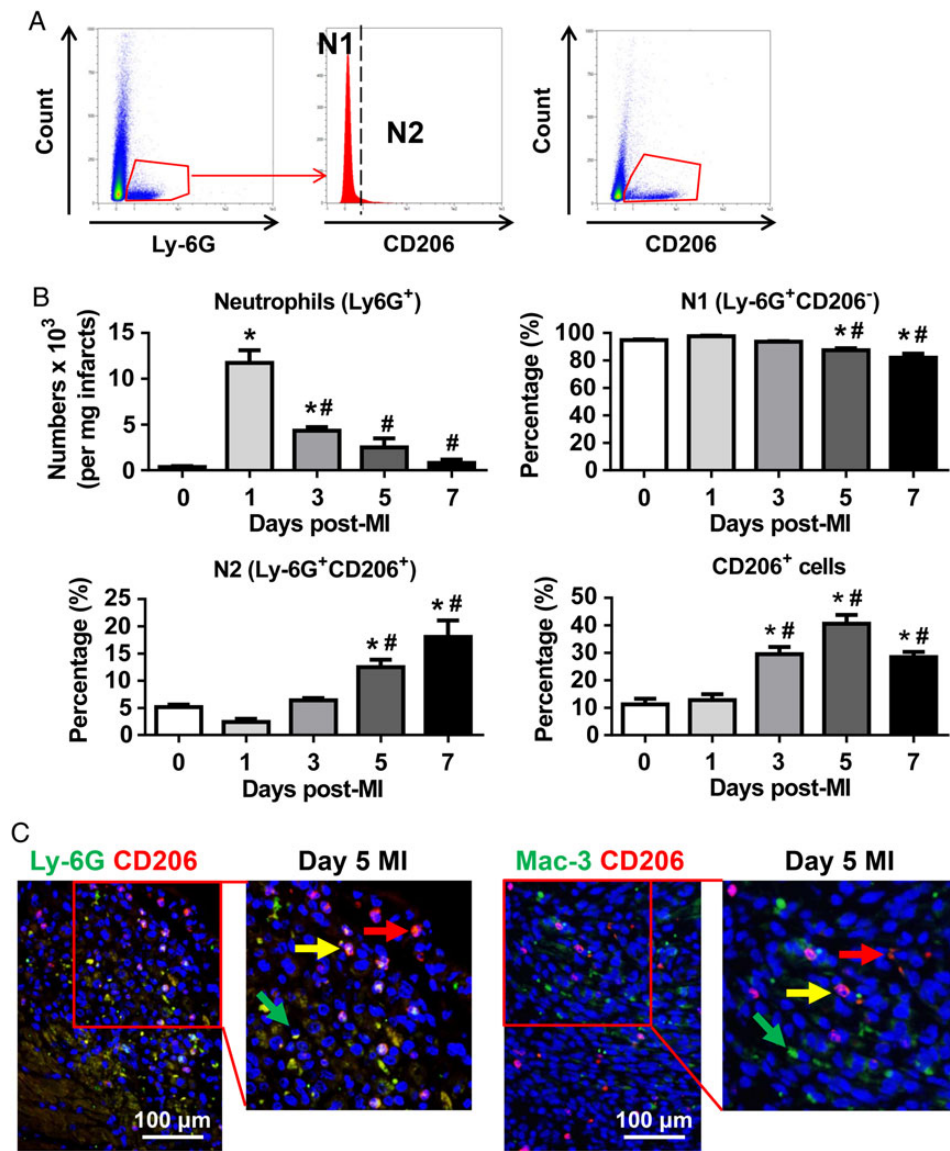 A
N1
N2
Count
Count
Ly-6G
CD206
CD206
B
Neutrophils (Ly6G⁺)
Numbers x 10³
(per mg infarcts)
15
10
5
0
0 1 3 5 7
Days post-MI
*
* #
#
#
N1 (Ly-6G⁺CD206⁻)
Percentage (%)
100
80
60
40
20
0
0 1 3 5 7
Days post-MI
* #
* #
N2 (Ly-6G⁺CD206⁺)
Percentage (%)
25
20
15
10
5
0
0 1 3 5 7
Days post-MI
* #
* #
CD206⁺ cells
Percentage (%)
50
40
30
20
10
0
0 1 3 5 7
Days post-MI
* #
* #
* #
C
Ly-6G CD206
Day 5 MI
Mac-3 CD206
Day 5 MI
100 μm
100 μm